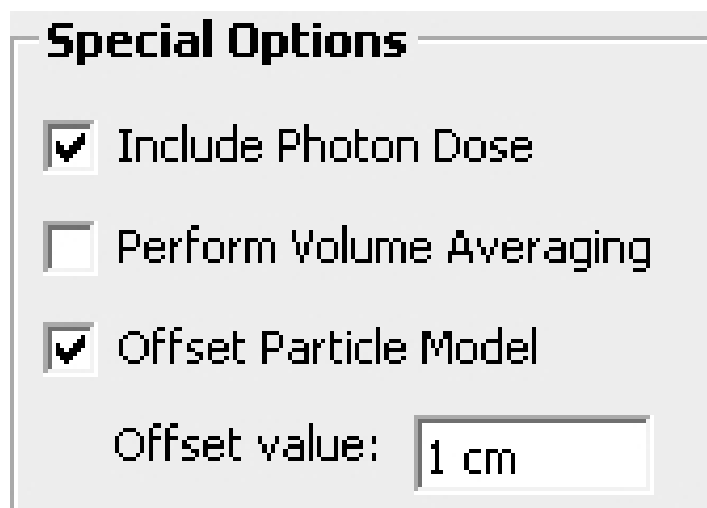 Special Options
Include Photon Dose
Perform Volume Averaging
Offset Particle Model
Offset value: 1 cm